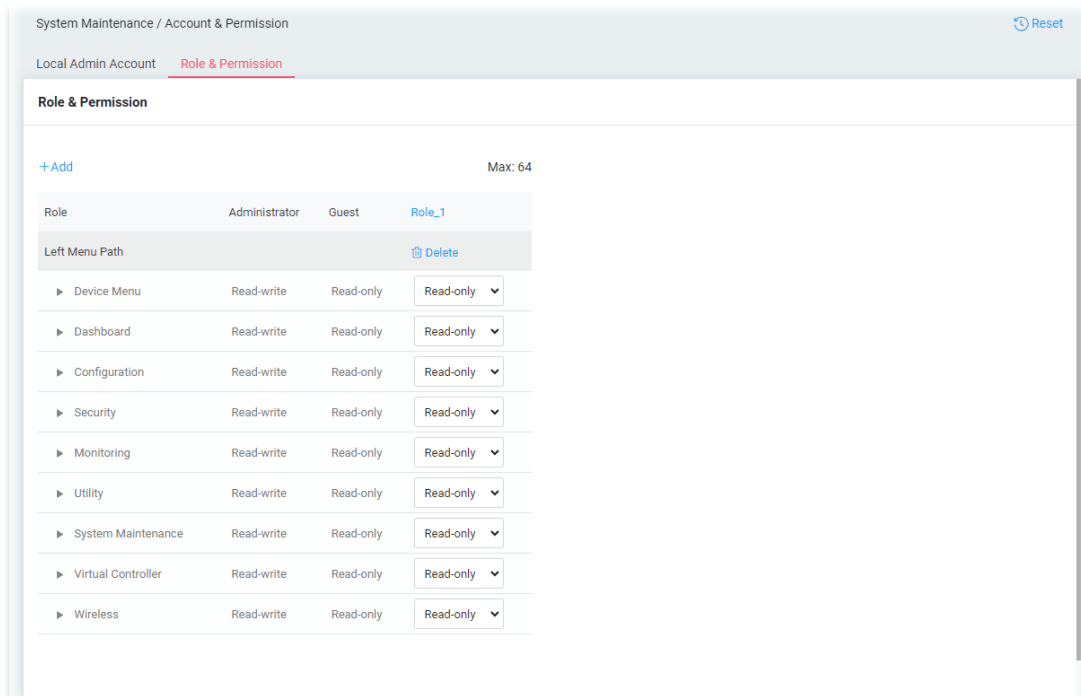 System Maintenance / Account & Permission Reset
Local Admin Account Role & Permission
Role & Permission
+Add Max: 64
Role Administrator Guest Role_1
Left Menu Path Delete
Device Menu Read-write Read-only Read-only
Dashboard Read-write Read-only Read-only
Configuration Read-write Read-only Read-only
Security Read-write Read-only Read-only
Monitoring Read-write Read-only Read-only
Utility Read-write Read-only Read-only
System Maintenance Read-write Read-only Read-only
Virtual Controller Read-write Read-only Read-only
Wireless Read-write Read-only Read-only